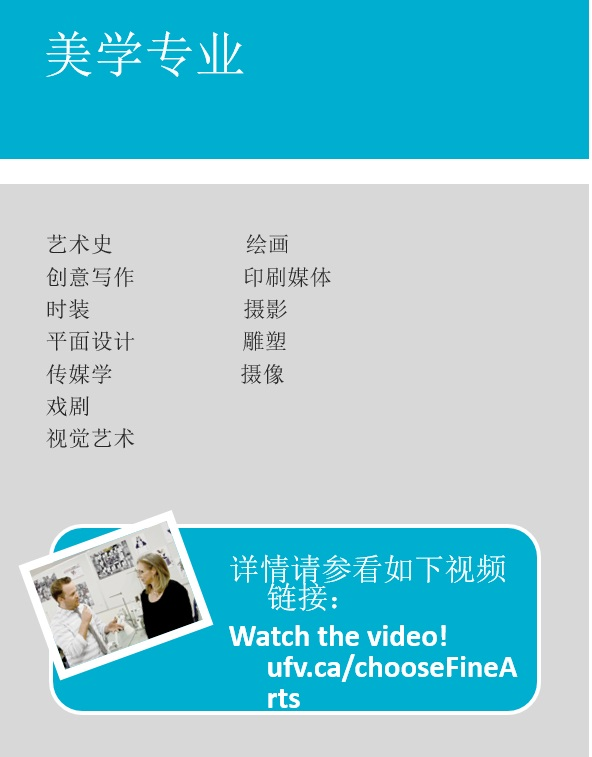 美学专业
艺术史
创意写作
时装
平面设计
传媒学
戏剧
视觉艺术
绘画
印刷媒体
摄影
雕塑
摄像
详情请参看如下视频
链接：
Watch the video!
ufv.ca/chooseFineA
rts